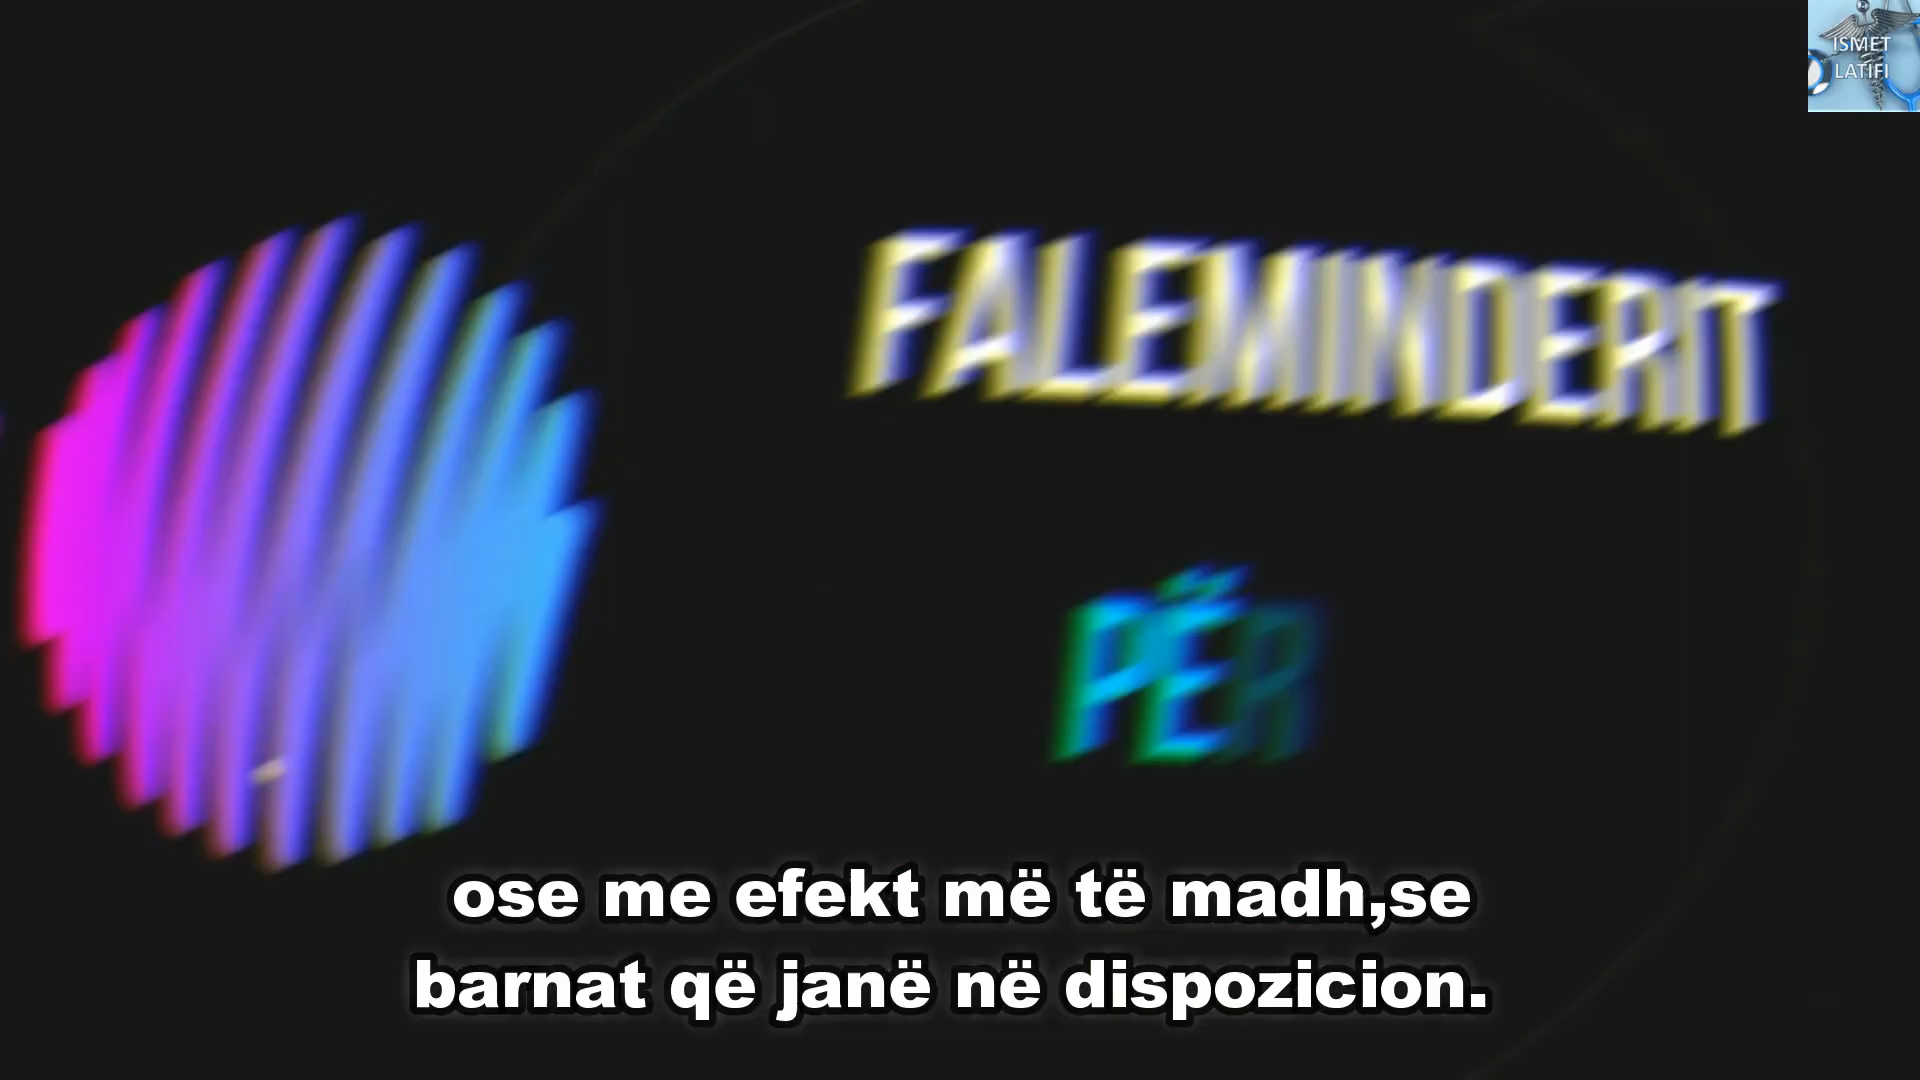 ISMET
LATIFI
FALEMINDERIT
PËR
ose me efekt më të madh,se
barnat që janë në dispozicion.